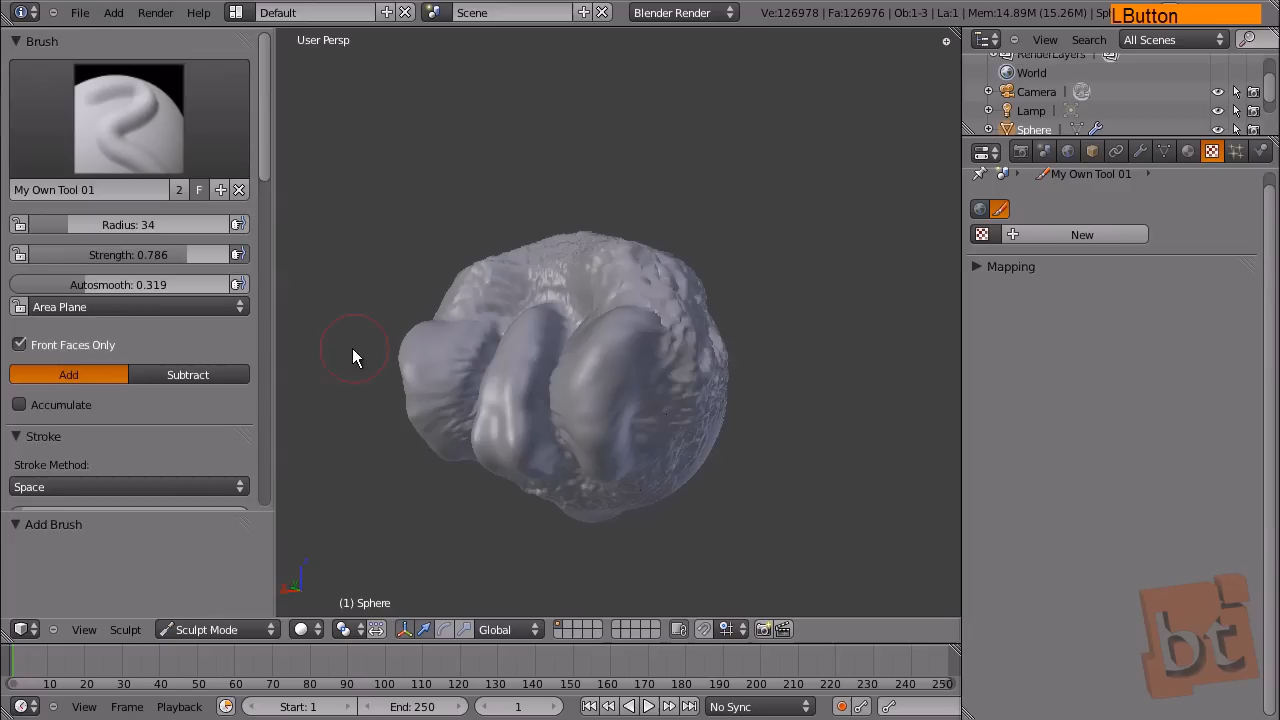 File Add Render Help Default Scene Blender Render Ve:126978 | Fa:126976 | Ob:1-3 | La:1 | Mem:14.89M (15.26M) | Sp
LButton
Brush
User Persp
View Search All Scenes
RenderLayers
World
Camera
Lamp
Sphere
My Own Tool 01
My Own Tool 01 2 F
Radius: 34
New
Strength: 0.786
Mapping
Autosmooth: 0.319
Area Plane
Front Faces Only
Add Subtract
Accumulate
Stroke
Stroke Method:
Space
Add Brush
(1) Sphere
View Sculpt Sculpt Mode Global
bt
0 10 20 30 40 50 60 70 80 90 100 110 120 130 140 150 160 170 180 190 200 210 220 230 240 250
View Frame Playback Start: 1 End: 250 1 No Sync